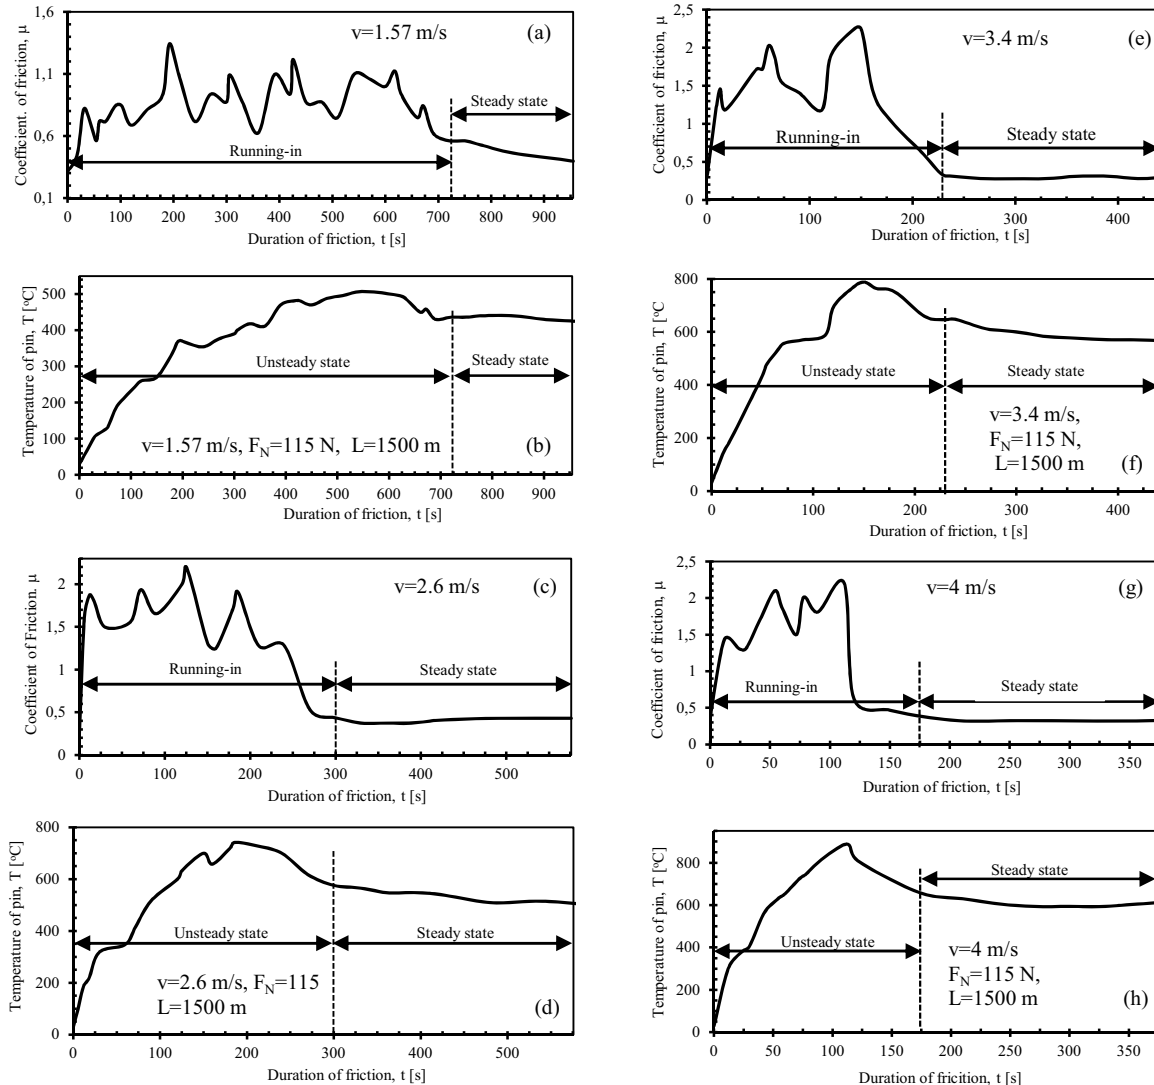 Coefficient. of friction, μ
1,6
1,1
0,6
0,1
v=1.57 m/s
(a)
Steady state
Running-in
0 100 200 300 400 500 600 700 800 900
Duration of friction, t [s]
Temperature of pin, T [°C]
500
400
300
200
100
0
Unsteady state
Steady state
v=1.57 m/s, F_N=115 N, L=1500 m
(b)
0 100 200 300 400 500 600 700 800 900
Duration of friction, t [s]
Coefficient of Friction. μ
2
1,5
1
0,5
0
v=2.6 m/s
(c)
Running-in
Steady state
0 100 200 300 400 500
Duration of friction, t [s]
Temperature of pin, T [°C]
800
600
400
200
0
Unsteady state
Steady state
v=2.6 m/s, F_N=115
L=1500 m
(d)
0 100 200 300 400 500
Duration of friction, t [s]
Coefficient of friction, μ
2,5
2
1,5
1
0,5
0
v=3.4 m/s
(e)
Running-in
Steady state
0 100 200 300 400
Duration of friction, t [s]
Temperature of pin, T [°C
800
600
400
200
0
Unsteady state
Steady state
v=3.4 m/s,
F_N=115 N,
L=1500 m
(f)
0 100 200 300 400
Duration of friction, t [s]
Coefficient of friction, μ
2,5
2
1,5
1
0,5
0
v=4 m/s
(g)
Running-in
Steady state
0 50 100 150 200 250 300 350
Duration of friction, t [s]
Temperature of pin, T [°C]
800
600
400
200
0
Steady state
Unsteady state
v=4 m/s
F_N=115 N,
L=1500 m
(h)
0 50 100 150 200 250 300 350
Duration of friction, t [s]